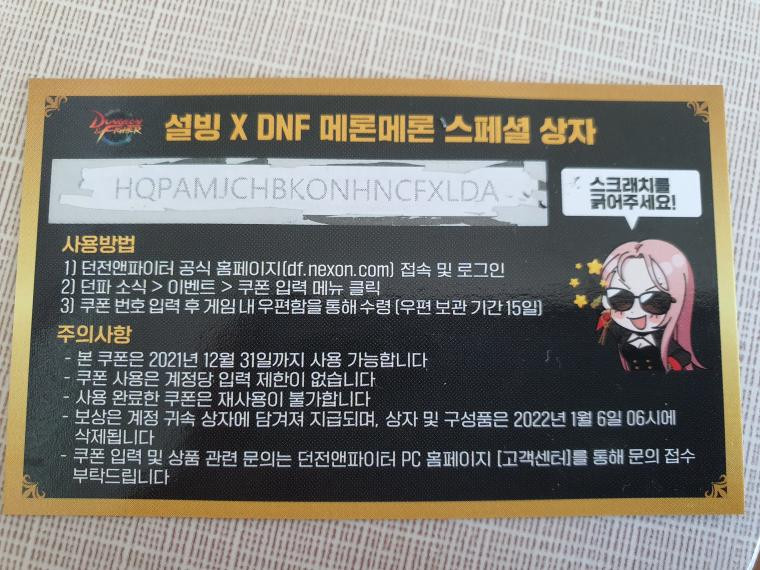 DUNGEON & FIGHTER
설빙 X DNF 메론메론 스페셜 상자
HQPAMJCHBKONHNCFXLDA
스크래치를
긁어주세요!
사용방법
1) 던전앤파이터 공식 홈페이지(df.nexon.com) 접속 및 로그인
2) 던파 소식 > 이벤트 > 쿠폰 입력 메뉴 클릭
3) 쿠폰 번호 입력 후 게임 내 우편함을 통해 수령 (우편 보관 기간 15일)
주의사항
- 본 쿠폰은 2021년 12월 31일까지 사용 가능합니다
- 쿠폰 사용은 계정당 입력 제한이 없습니다
- 사용 완료한 쿠폰은 재사용이 불가합니다
- 보상은 계정 귀속 상자에 담겨져 지급되며, 상자 및 구성품은 2022년 1월 6일 06시에
삭제됩니다
- 쿠폰 입력 및 상품 관련 문의는 던전앤파이터 PC 홈페이지 [고객센터]를 통해 문의 접수
부탁드립니다